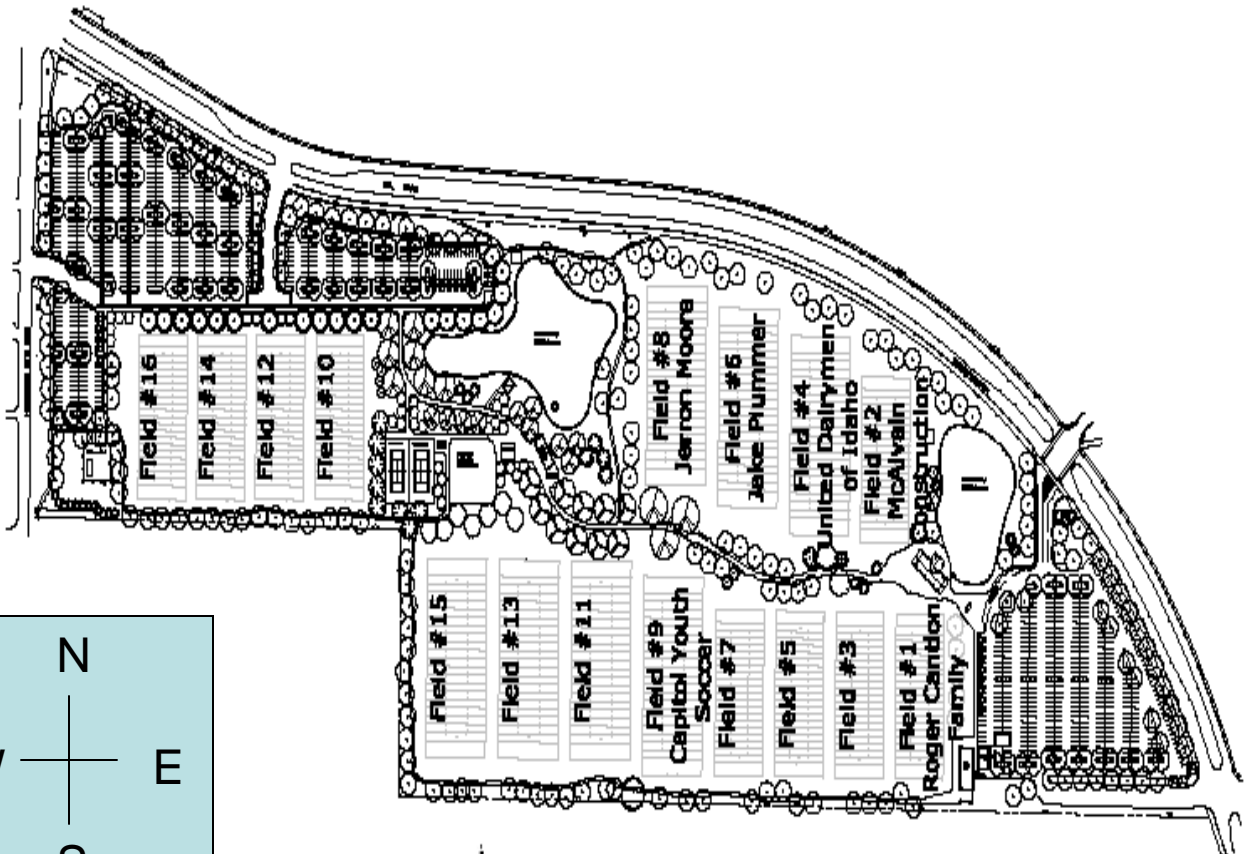 Field #16
Field #14
Field #12
Field #10
Field #8
Jerron Moore
Field #6
Jake Plummer
Field #4
United Dairymen
of Idaho
Field #2
McAlvain
Construction
Field #15
Field #13
Field #11
Field #9
Capitol Youth
Soccer
Field #7
Field #5
Field #3
Field #1
Roger Cantlon
Family
N
E
S